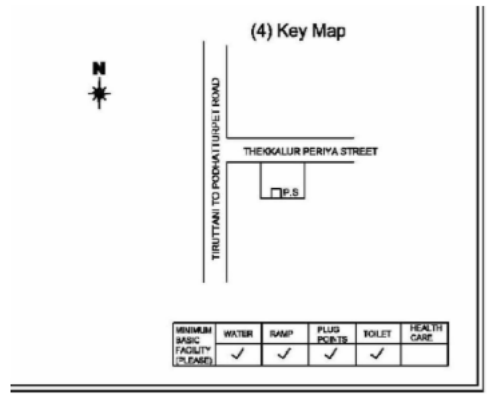 (4) Key Map
N
TIRUTTANI TO PODHATTURPET ROAD
THEKKALUR PERIYA STREET
P.S
MINIMUM BASIC FACILITY (PLEASE) WATER RAMP PLUG POINTS TOILET HEALTH CARE
✓ ✓ ✓ ✓